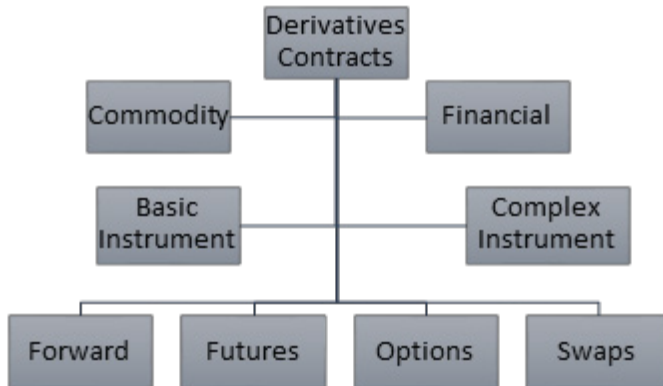 Derivatives
Contracts
Commodity
Financial
Basic
Instrument
Complex
Instrument
Forward
Futures
Options
Swaps